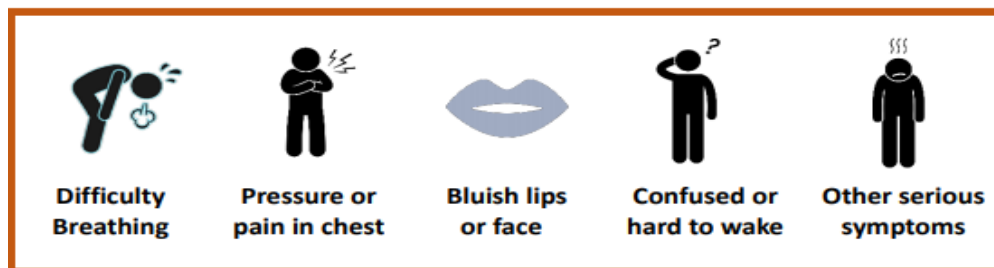 ?
Difficulty
Breathing
Pressure or
pain in chest
Bluish lips
or face
Confused or
hard to wake
Other serious
symptoms